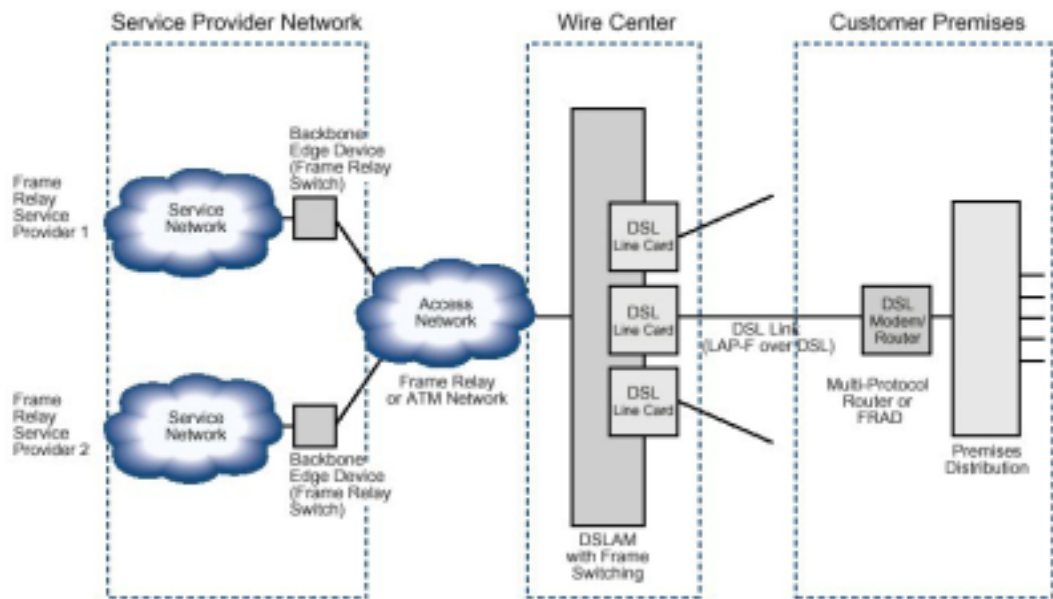 Service Provider Network
Wire Center
Customer Premises
Backbone
Edge Device
(Frame Relay
Switch)
Frame
Relay
Service
Provider 1
Service
Network
DSL
Line Card
Access
Network
DSL
Line Card
DSL Link
(LAP-F over DSL)
DSL
Modem/
Router
Frame Relay
or ATM Network
Multi-Protocol
Router or
FRAD
DSL
Line Card
Frame
Relay
Service
Provider 2
Service
Network
Backbone
Edge Device
(Frame Relay
Switch)
Premises
Distribution
DSLAM
with Frame
Switching